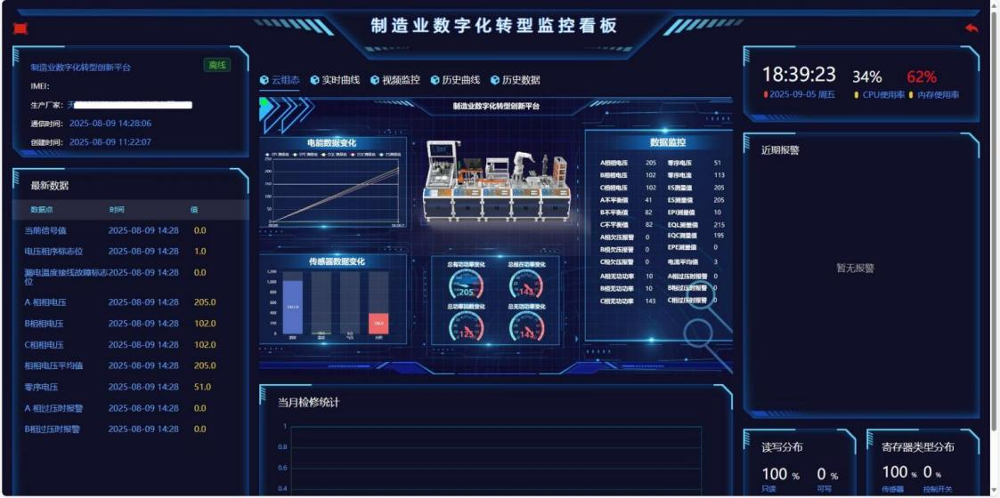 制造业数字化转型监控看板
制造业数字化转型创新平台
离线
IMEI:
生产厂家: 天
通信时间: 2025-08-09 14:28:06
创建时间: 2025-08-09 11:22:07
最新数据
数据点 时间 值
当前信号值 2025-08-09 14:28 0.0
电压相序标志位 2025-08-09 14:28 1.0
漏电温度接线故障标志位 2025-08-09 14:28 0.0
A 相相电压 2025-08-09 14:28 205.0
B相相电压 2025-08-09 14:28 102.0
C相相电压 2025-08-09 14:28 102.0
相相电压平均值 2025-08-09 14:28 205.0
零序电压 2025-08-09 14:28 51.0
A 相过压时报警 2025-08-09 14:28 0.0
B相过压时报警 2025-08-09 14:28 0.0
云组态 实时曲线 视频监控 历史曲线 历史数据
制造业数字化转型创新平台
电能数据变化
传感器数据变化
总有功功率变化 总视在功率变化
205 143
总功率因数变化 总无功功率变化
125 143
数据监控
A相相电压 205 零序电压 51
B相相电压 102 零序电流 113
C相相电压 102 ES测量值 205
A不平衡值 41 ES测量值 205
B不平衡值 82 EPI测量值 10
C不平衡值 82 EQL测量值 215
A相欠压报警 0 EQC测量值 195
B相欠压报警 0 EPE测量值 0
C相欠压报警 0 电流平均值 3
A相无功功率 10 A相过压时报警 0
B相无功功率 10 B相过压时报警 0
C相无功功率 143 C相过压时报警 0
当月检修统计
1
0.8
0.6
0.4
18:39:23 34% 62%
2025-09-05 周五 CPU使用率 内存使用率
近期报警
暂无报警
读写分布
100 % 0 %
只读 可写
寄存器类型分布
100 % 0 %
传感器 控制开关